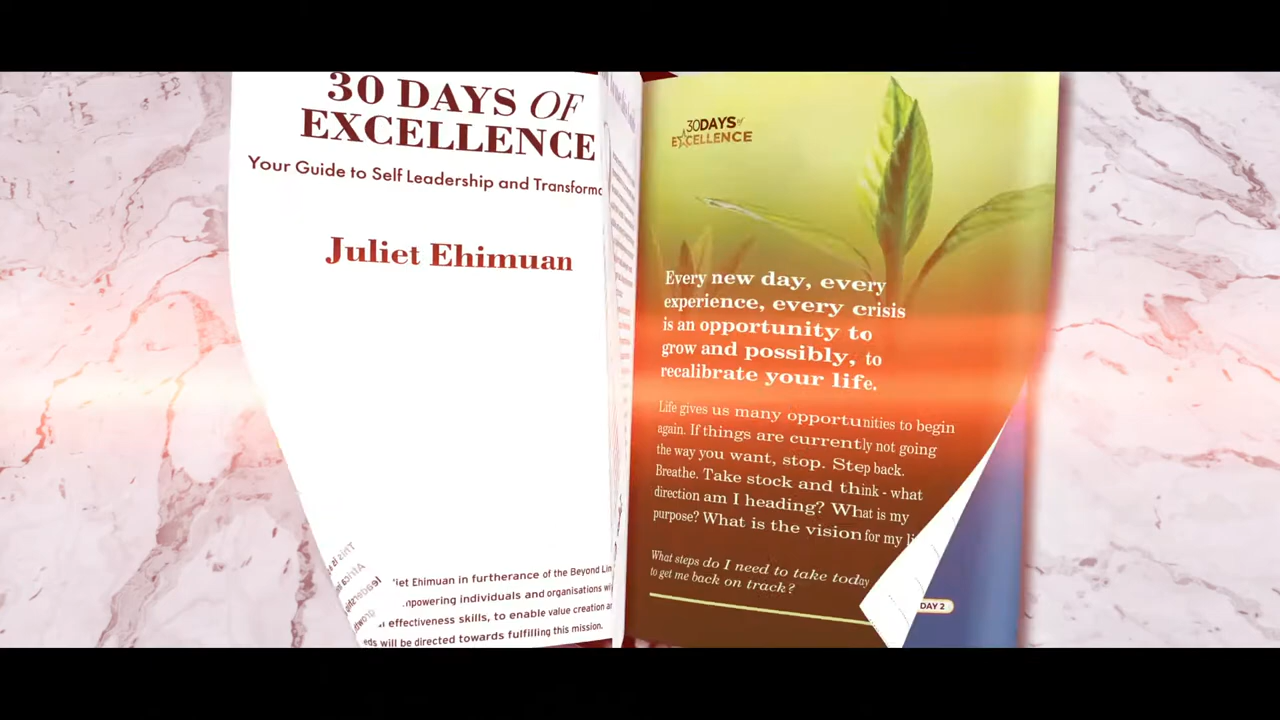 30 DAYS OF
EXCELLENCE
Your Guide to Self Leadership and
Juliet Ehimuan
Ehimuan in furtherance of the Beyond
individuals and organisations
effectiveness skills, to enable value creation
will be directed towards fulfilling this mission.
30DAYS of
EXCELLENCE
Every new day, every
experience, every crisis
is an opportunity to
grow and possibly, to
recalibrate your life.
Life gives us many opportunities to begin
again. If things are currently not going
the way you want, stop. Step back.
Breathe. Take stock and think - what
direction am I heading? What is my
purpose? What is the vision for my
What steps do I need to take today
to get me back on track?
DAY 2